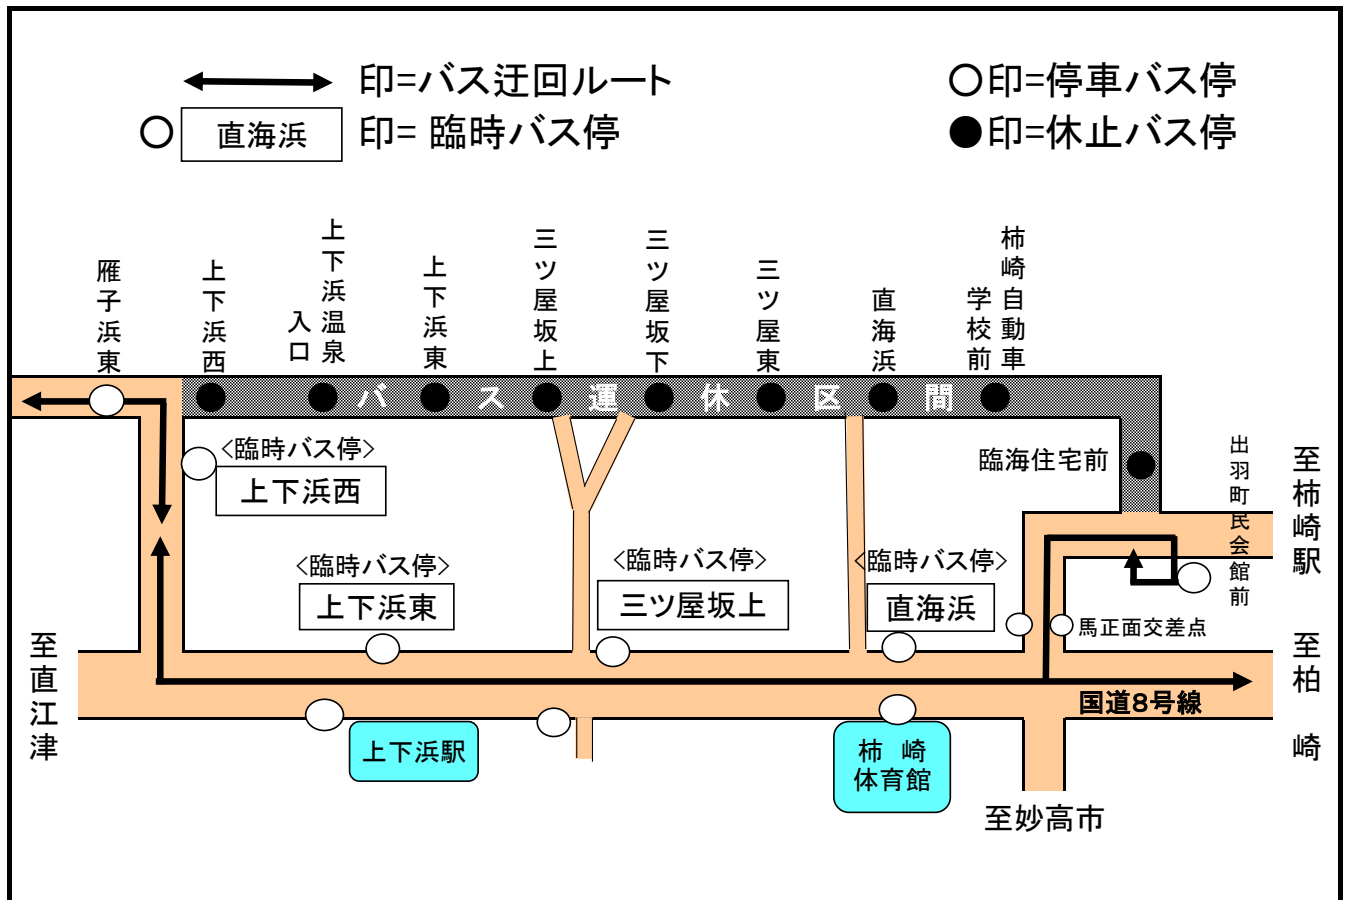 印=バス迂回ルート
○印=停車バス停
○ 直海浜 印= 臨時バス停
●印=休止バス停
雁子浜東
上下浜西
上下浜温泉
入口
上下浜東
三ツ屋坂上
三ツ屋坂下
三ツ屋東
直海浜
柿崎自動車
学校前
バス運休区間
<臨時バス停>
上下浜西
臨海住宅前
出羽町民会館前
至柿崎駅
<臨時バス停>
上下浜東
<臨時バス停>
三ツ屋坂上
<臨時バス停>
直海浜
馬正面交差点
至直江津
至柏 崎
国道8号線
上下浜駅
柿 崎
体育館
至妙高市